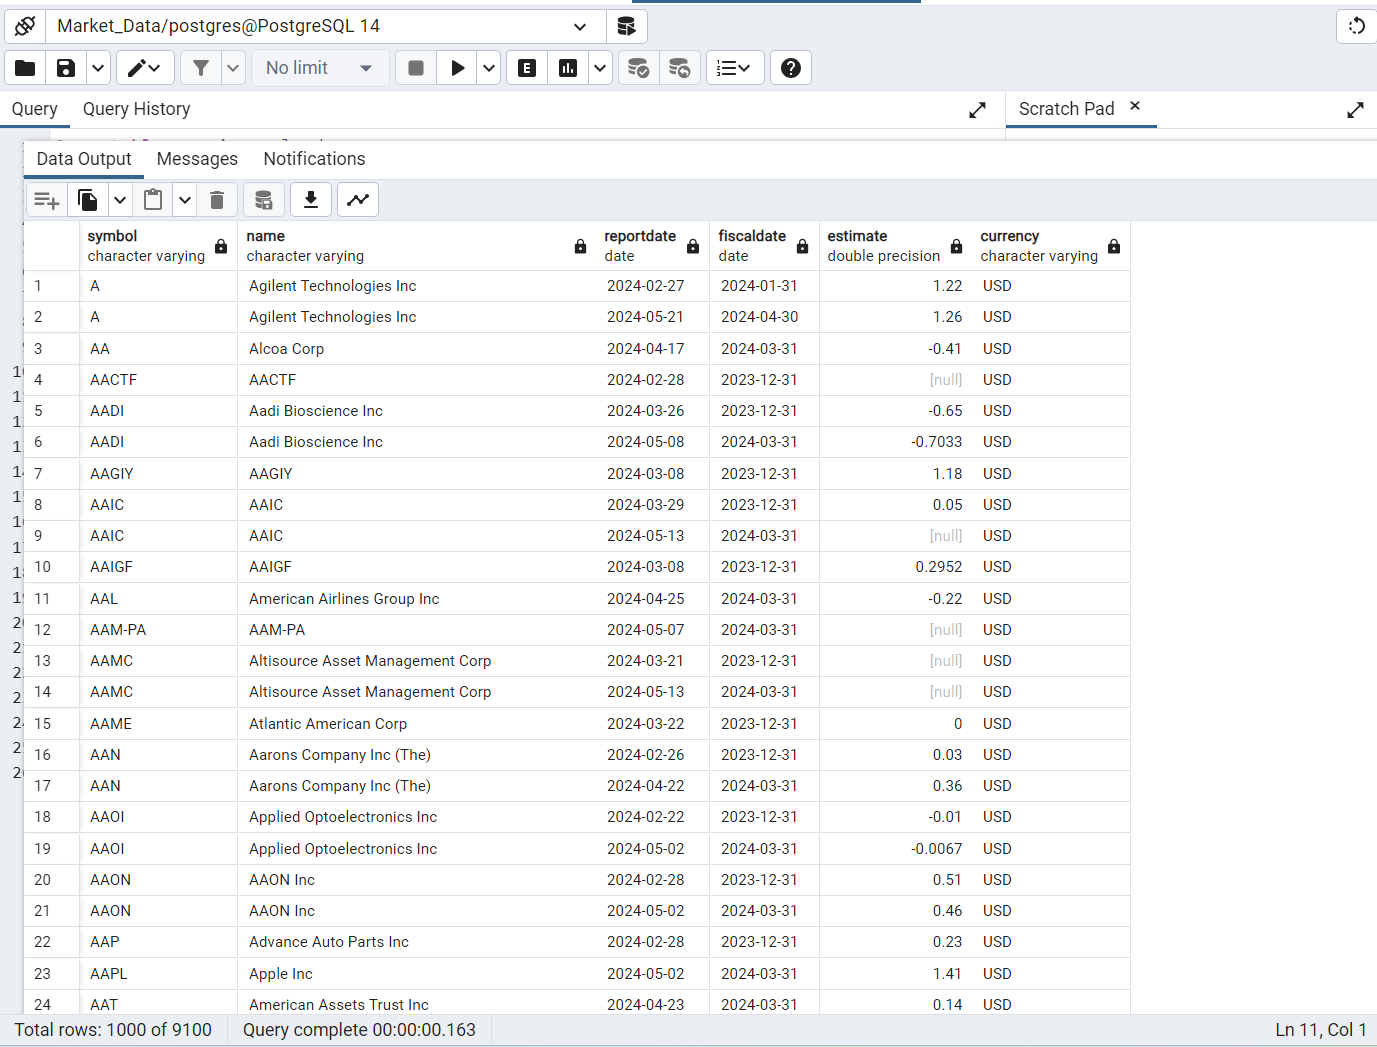 Market_Data/postgres@PostgreSQL 14
No limit
E
Query Query History Scratch Pad ×
Data Output Messages Notifications
symbol name reportdate fiscaldate estimate currency
character varying character varying date date double precision character varying
1 A Agilent Technologies Inc 2024-02-27 2024-01-31 1.22 USD
2 A Agilent Technologies Inc 2024-05-21 2024-04-30 1.26 USD
3 AA Alcoa Corp 2024-04-17 2024-03-31 -0.41 USD
4 AACTF AACTF 2024-02-28 2023-12-31 [null] USD
5 AADI Aadi Bioscience Inc 2024-03-26 2023-12-31 -0.65 USD
6 AADI Aadi Bioscience Inc 2024-05-08 2024-03-31 -0.7033 USD
7 AAGIY AAGIY 2024-03-08 2023-12-31 1.18 USD
8 AAIC AAIC 2024-03-29 2023-12-31 0.05 USD
9 AAIC AAIC 2024-05-13 2024-03-31 [null] USD
10 AAIGF AAIGF 2024-03-08 2023-12-31 0.2952 USD
11 AAL American Airlines Group Inc 2024-04-25 2024-03-31 -0.22 USD
12 AAM-PA AAM-PA 2024-05-07 2024-03-31 [null] USD
13 AAMC Altisource Asset Management Corp 2024-03-21 2023-12-31 [null] USD
14 AAMC Altisource Asset Management Corp 2024-05-13 2024-03-31 [null] USD
15 AAME Atlantic American Corp 2024-03-22 2023-12-31 0 USD
16 AAN Aarons Company Inc (The) 2024-02-26 2023-12-31 0.03 USD
17 AAN Aarons Company Inc (The) 2024-04-22 2024-03-31 0.36 USD
18 AAOI Applied Optoelectronics Inc 2024-02-22 2023-12-31 -0.01 USD
19 AAOI Applied Optoelectronics Inc 2024-05-02 2024-03-31 -0.0067 USD
20 AAON AAON Inc 2024-02-28 2023-12-31 0.51 USD
21 AAON AAON Inc 2024-05-02 2024-03-31 0.46 USD
22 AAP Advance Auto Parts Inc 2024-02-28 2023-12-31 0.23 USD
23 AAPL Apple Inc 2024-05-02 2024-03-31 1.41 USD
24 AAT American Assets Trust Inc 2024-04-23 2024-03-31 0.14 USD
Total rows: 1000 of 9100 Query complete 00:00:00.163 Ln 11, Col 1